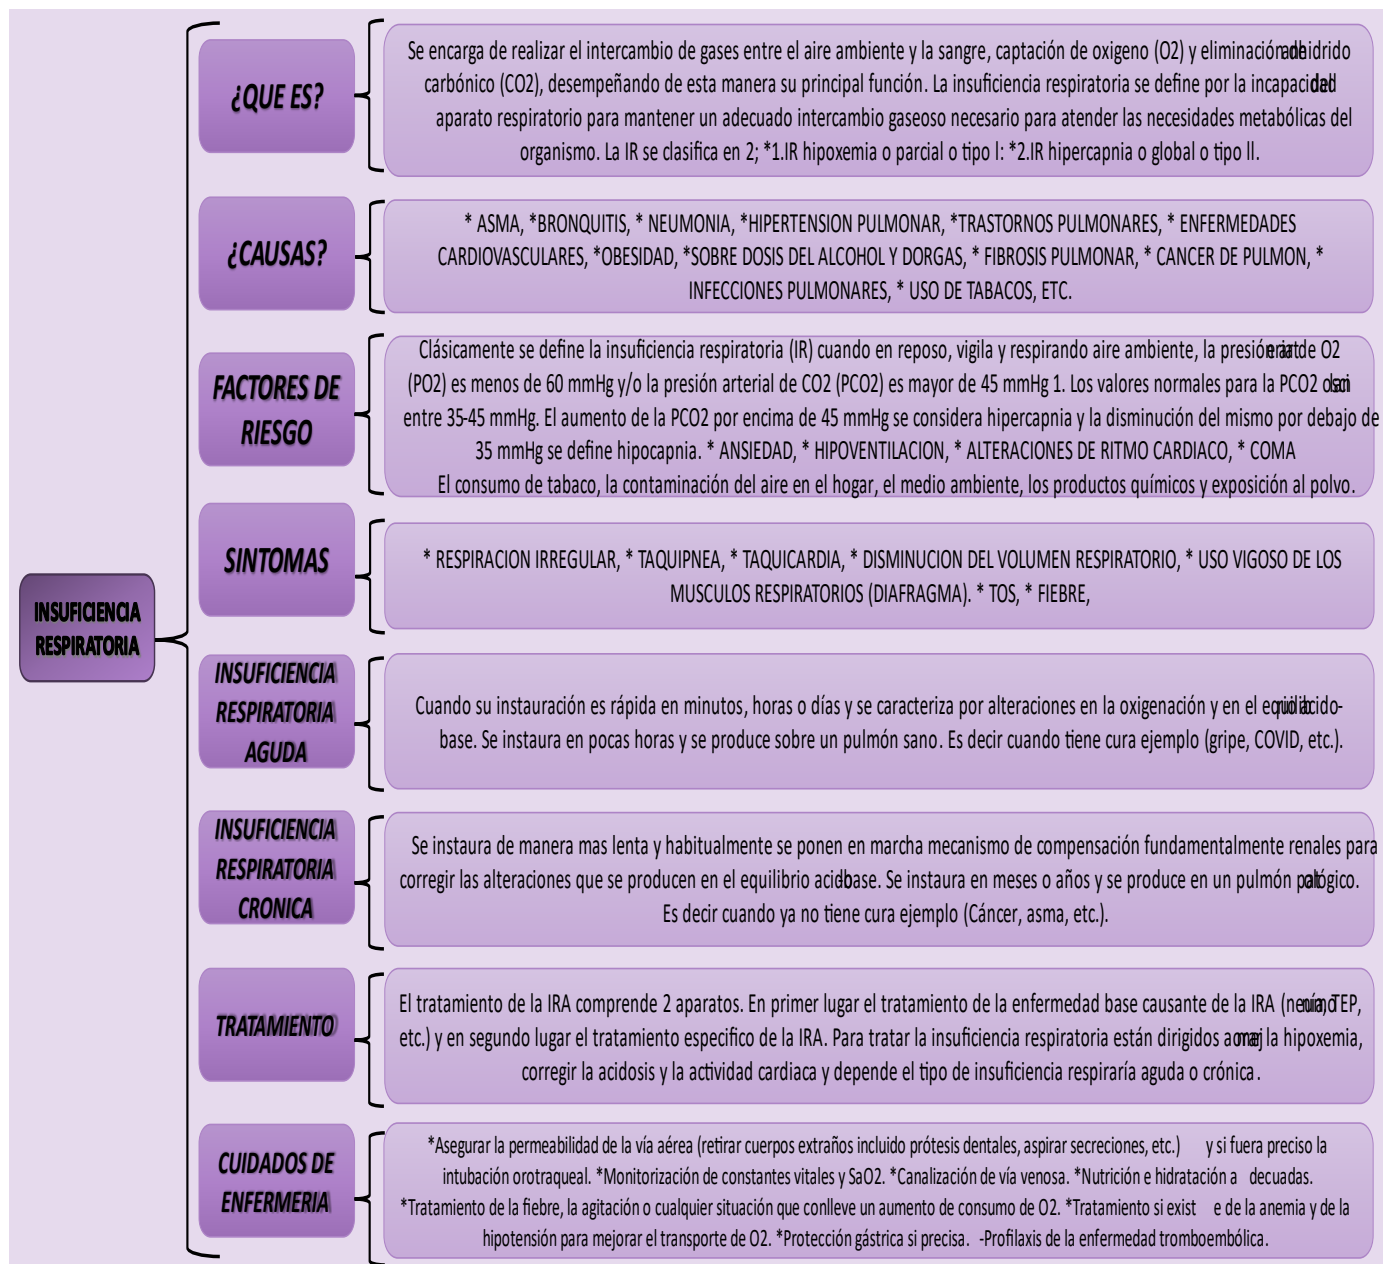 INSUFICIENCIA
RESPIRATORIA
¿QUE ES?
Se encarga de realizar el intercambio de gases entre el aire ambiente y la sangre, captación de oxigeno (O2) y eliminación de anhidrido
carbónico (CO2), desempeñando de esta manera su principal función. La insuficiencia respiratoria se define por la incapacidad del
aparato respiratorio para mantener un adecuado intercambio gaseoso necesario para atender las necesidades metabólicas del
organismo. La IR se clasifica en 2; *1.IR hipoxemia o parcial o tipo l: *2.IR hipercapnia o global o tipo ll.
¿CAUSAS?
* ASMA, *BRONQUITIS, * NEUMONIA, *HIPERTENSION PULMONAR, *TRASTORNOS PULMONARES, * ENFERMEDADES
CARDIOVASCULARES, *OBESIDAD, *SOBRE DOSIS DEL ALCOHOL Y DORGAS, * FIBROSIS PULMONAR, * CANCER DE PULMON, *
INFECCIONES PULMONARES, * USO DE TABACOS, ETC.
FACTORES DE
RIESGO
Clásicamente se define la insuficiencia respiratoria (IR) cuando en reposo, vigila y respirando aire ambiente, la presión de O2
(PO2) es menos de 60 mmHg y/o la presión arterial de CO2 (PCO2) es mayor de 45 mmHg 1. Los valores normales para la PCO2
entre 35-45 mmHg. El aumento de la PCO2 por encima de 45 mmHg se considera hipercapnia y la disminución del mismo por debajo de
35 mmHg se define hipocapnia. * ANSIEDAD, * HIPOVENTILACION, * ALTERACIONES DE RITMO CARDIACO, * COMA
El consumo de tabaco, la contaminación del aire en el hogar, el medio ambiente, los productos químicos y exposición al polvo.
SINTOMAS
* RESPIRACION IRREGULAR, * TAQUIPNEA, * TAQUICARDIA, * DISMINUCION DEL VOLUMEN RESPIRATORIO, * USO VIGOSO DE LOS
MUSCULOS RESPIRATORIOS (DIAFRAGMA). * TOS, * FIEBRE,
INSUFICIENCIA
RESPIRATORIA
AGUDA
Cuando su instauración es rápida en minutos, horas o días y se caracteriza por alteraciones en la oxigenación y en el equilibrio acido-
base. Se instaura en pocas horas y se produce sobre un pulmón sano. Es decir cuando tiene cura ejemplo (gripe, COVID, etc.).
INSUFICIENCIA
RESPIRATORIA
CRONICA
Se instaura de manera mas lenta y habitualmente se ponen en marcha mecanismo de compensación fundamentalmente renales para
corregir las alteraciones que se producen en el equilibrio acido-base. Se instaura en meses o años y se produce en un pulmón patológico.
Es decir cuando ya no tiene cura ejemplo (Cáncer, asma, etc.).
TRATAMIENTO
El tratamiento de la IRA comprende 2 aparatos. En primer lugar el tratamiento de la enfermedad base causante de la IRA (neumonía, TEP,
etc.) y en segundo lugar el tratamiento especifico de la IRA. Para tratar la insuficiencia respiratoria están dirigidos a la hipoxemia,
corregir la acidosis y la actividad cardiaca y depende el tipo de insuficiencia respiraría aguda o crónica.
CUIDADOS DE
ENFERMERIA
*Asegurar la permeabilidad de la vía aérea (retirar cuerpos extraños incluido prótesis dentales, aspirar secreciones, etc.) y si fuera preciso la
intubación orotraqueal. *Monitorización de constantes vitales y SaO2. *Canalización de vía venosa. *Nutrición e hidratación a decuadas.
*Tratamiento de la fiebre, la agitación o cualquier situación que conlleve un aumento de consumo de O2. *Tratamiento si exist e de la anemia y de la
hipotensión para mejorar el transporte de O2. *Protección gástrica si precisa. -Profilaxis de la enfermedad tromboembólica.